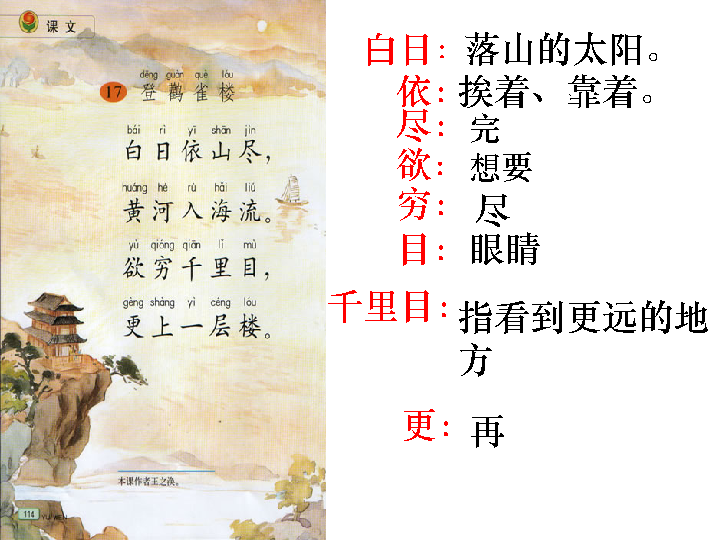 课文
dēng guàn què lóu
17 登鹳雀楼
bái rì yī shān jìn
白日依山尽，
huáng hé rù hǎi liú
黄河入海流。
yù qióng qiān lǐ mù
欲穷千里目，
gèng shàng yì céng lóu
更上一层楼。
本课作者王之涣。
114 YU WEN
白日：落山的太阳。
依：挨着、靠着。
尽：完
欲：想要
穷：尽
目：眼睛
千里目：指看到更远的地
方
更：再